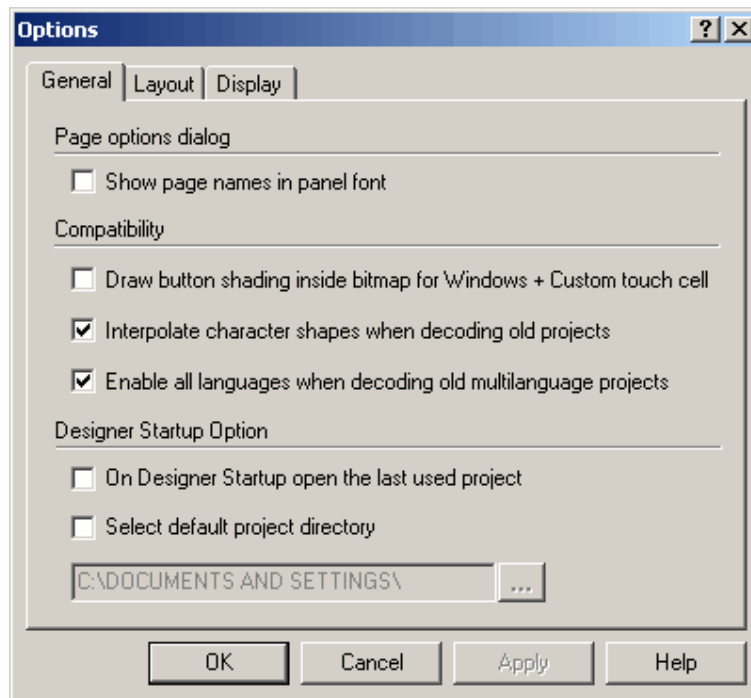 Options
General Layout Display
Page options dialog
Show page names in panel font
Compatibility
Draw button shading inside bitmap for Windows + Custom touch cell
Interpolate character shapes when decoding old projects
Enable all languages when decoding old multilanguage projects
Designer Startup Option
On Designer Startup open the last used project
Select default project directory
C:\DOCUMENTS AND SETTINGS\ ...
OK Cancel Apply Help